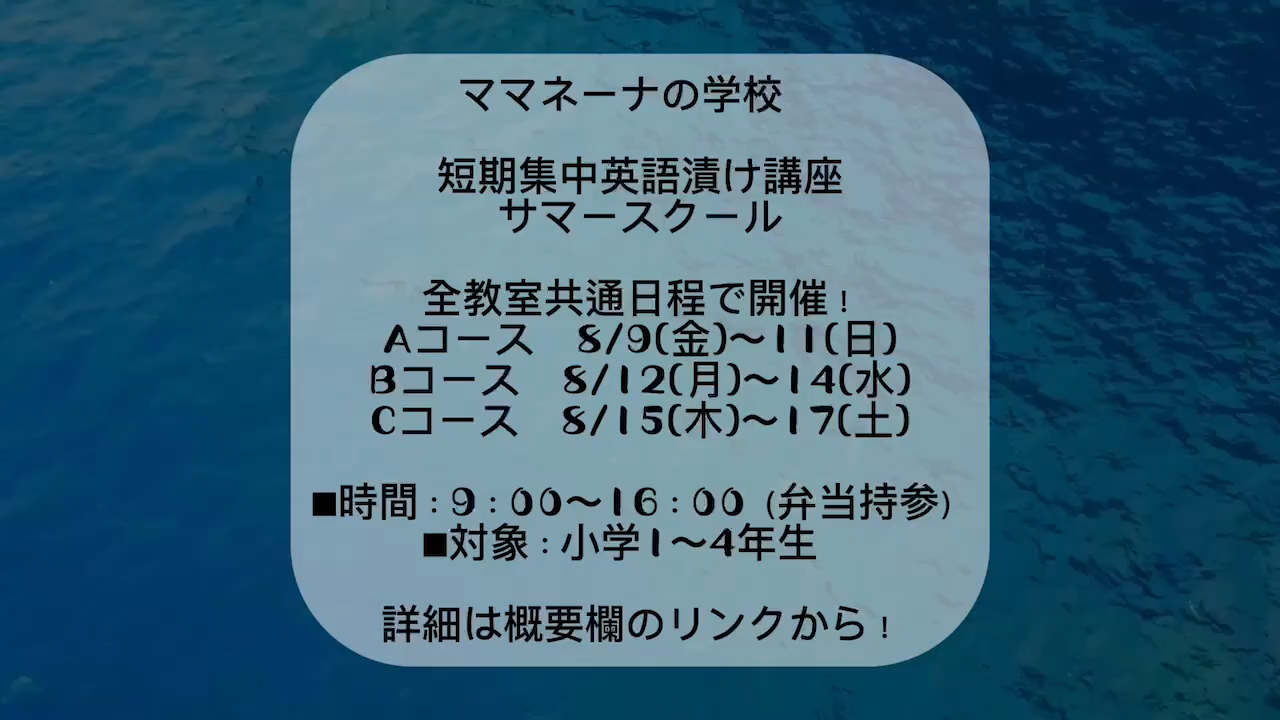 ママネーナの学校
短期集中英語漬け講座
サマースクール
全教室共通日程で開催！
Aコース　8/9(金)〜11(日)
Bコース　8/12(月)〜14(水)
Cコース　8/15(木)〜17(土)
■時間：9：00〜16：00（弁当持参）
■対象：小学1〜4年生
詳細は概要欄のリンクから！